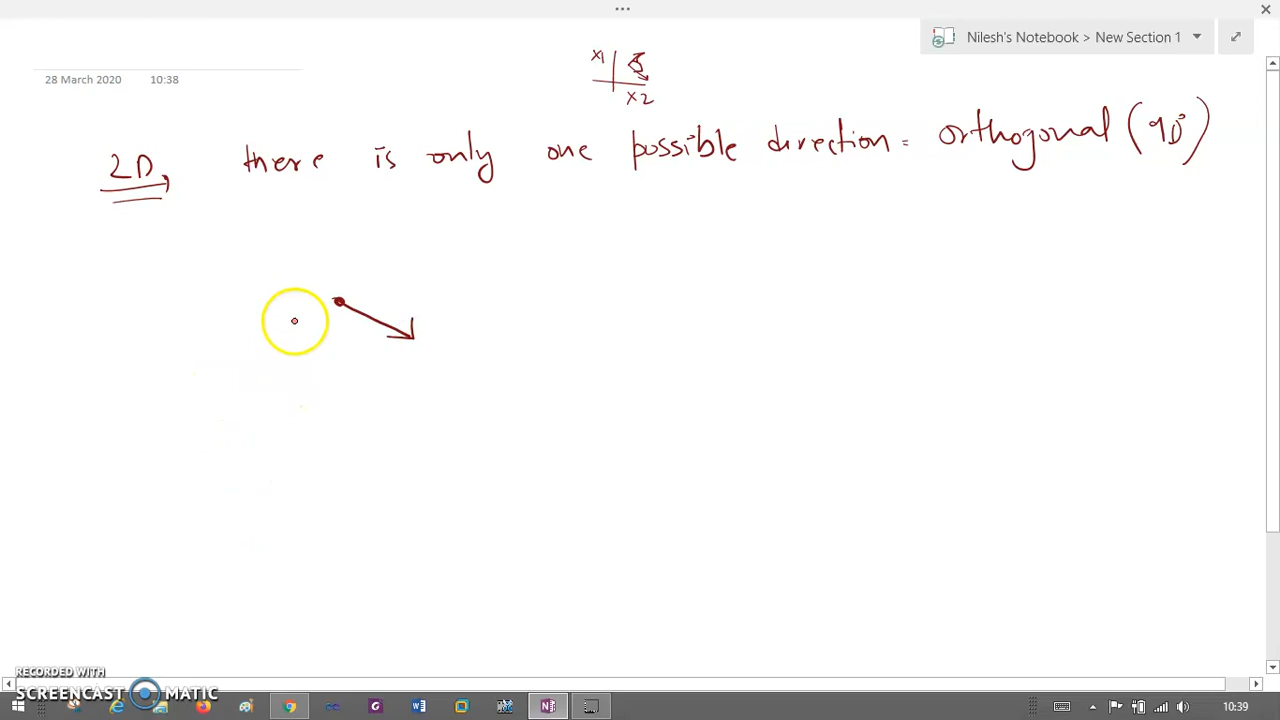 Nilesh's Notebook > New Section 1
28 March 2020 10:38
x1
x2
2D, there is only one possible direction = orthogonal (90°)
RECORDED WITH
SCREENCAST MATIC
10:39